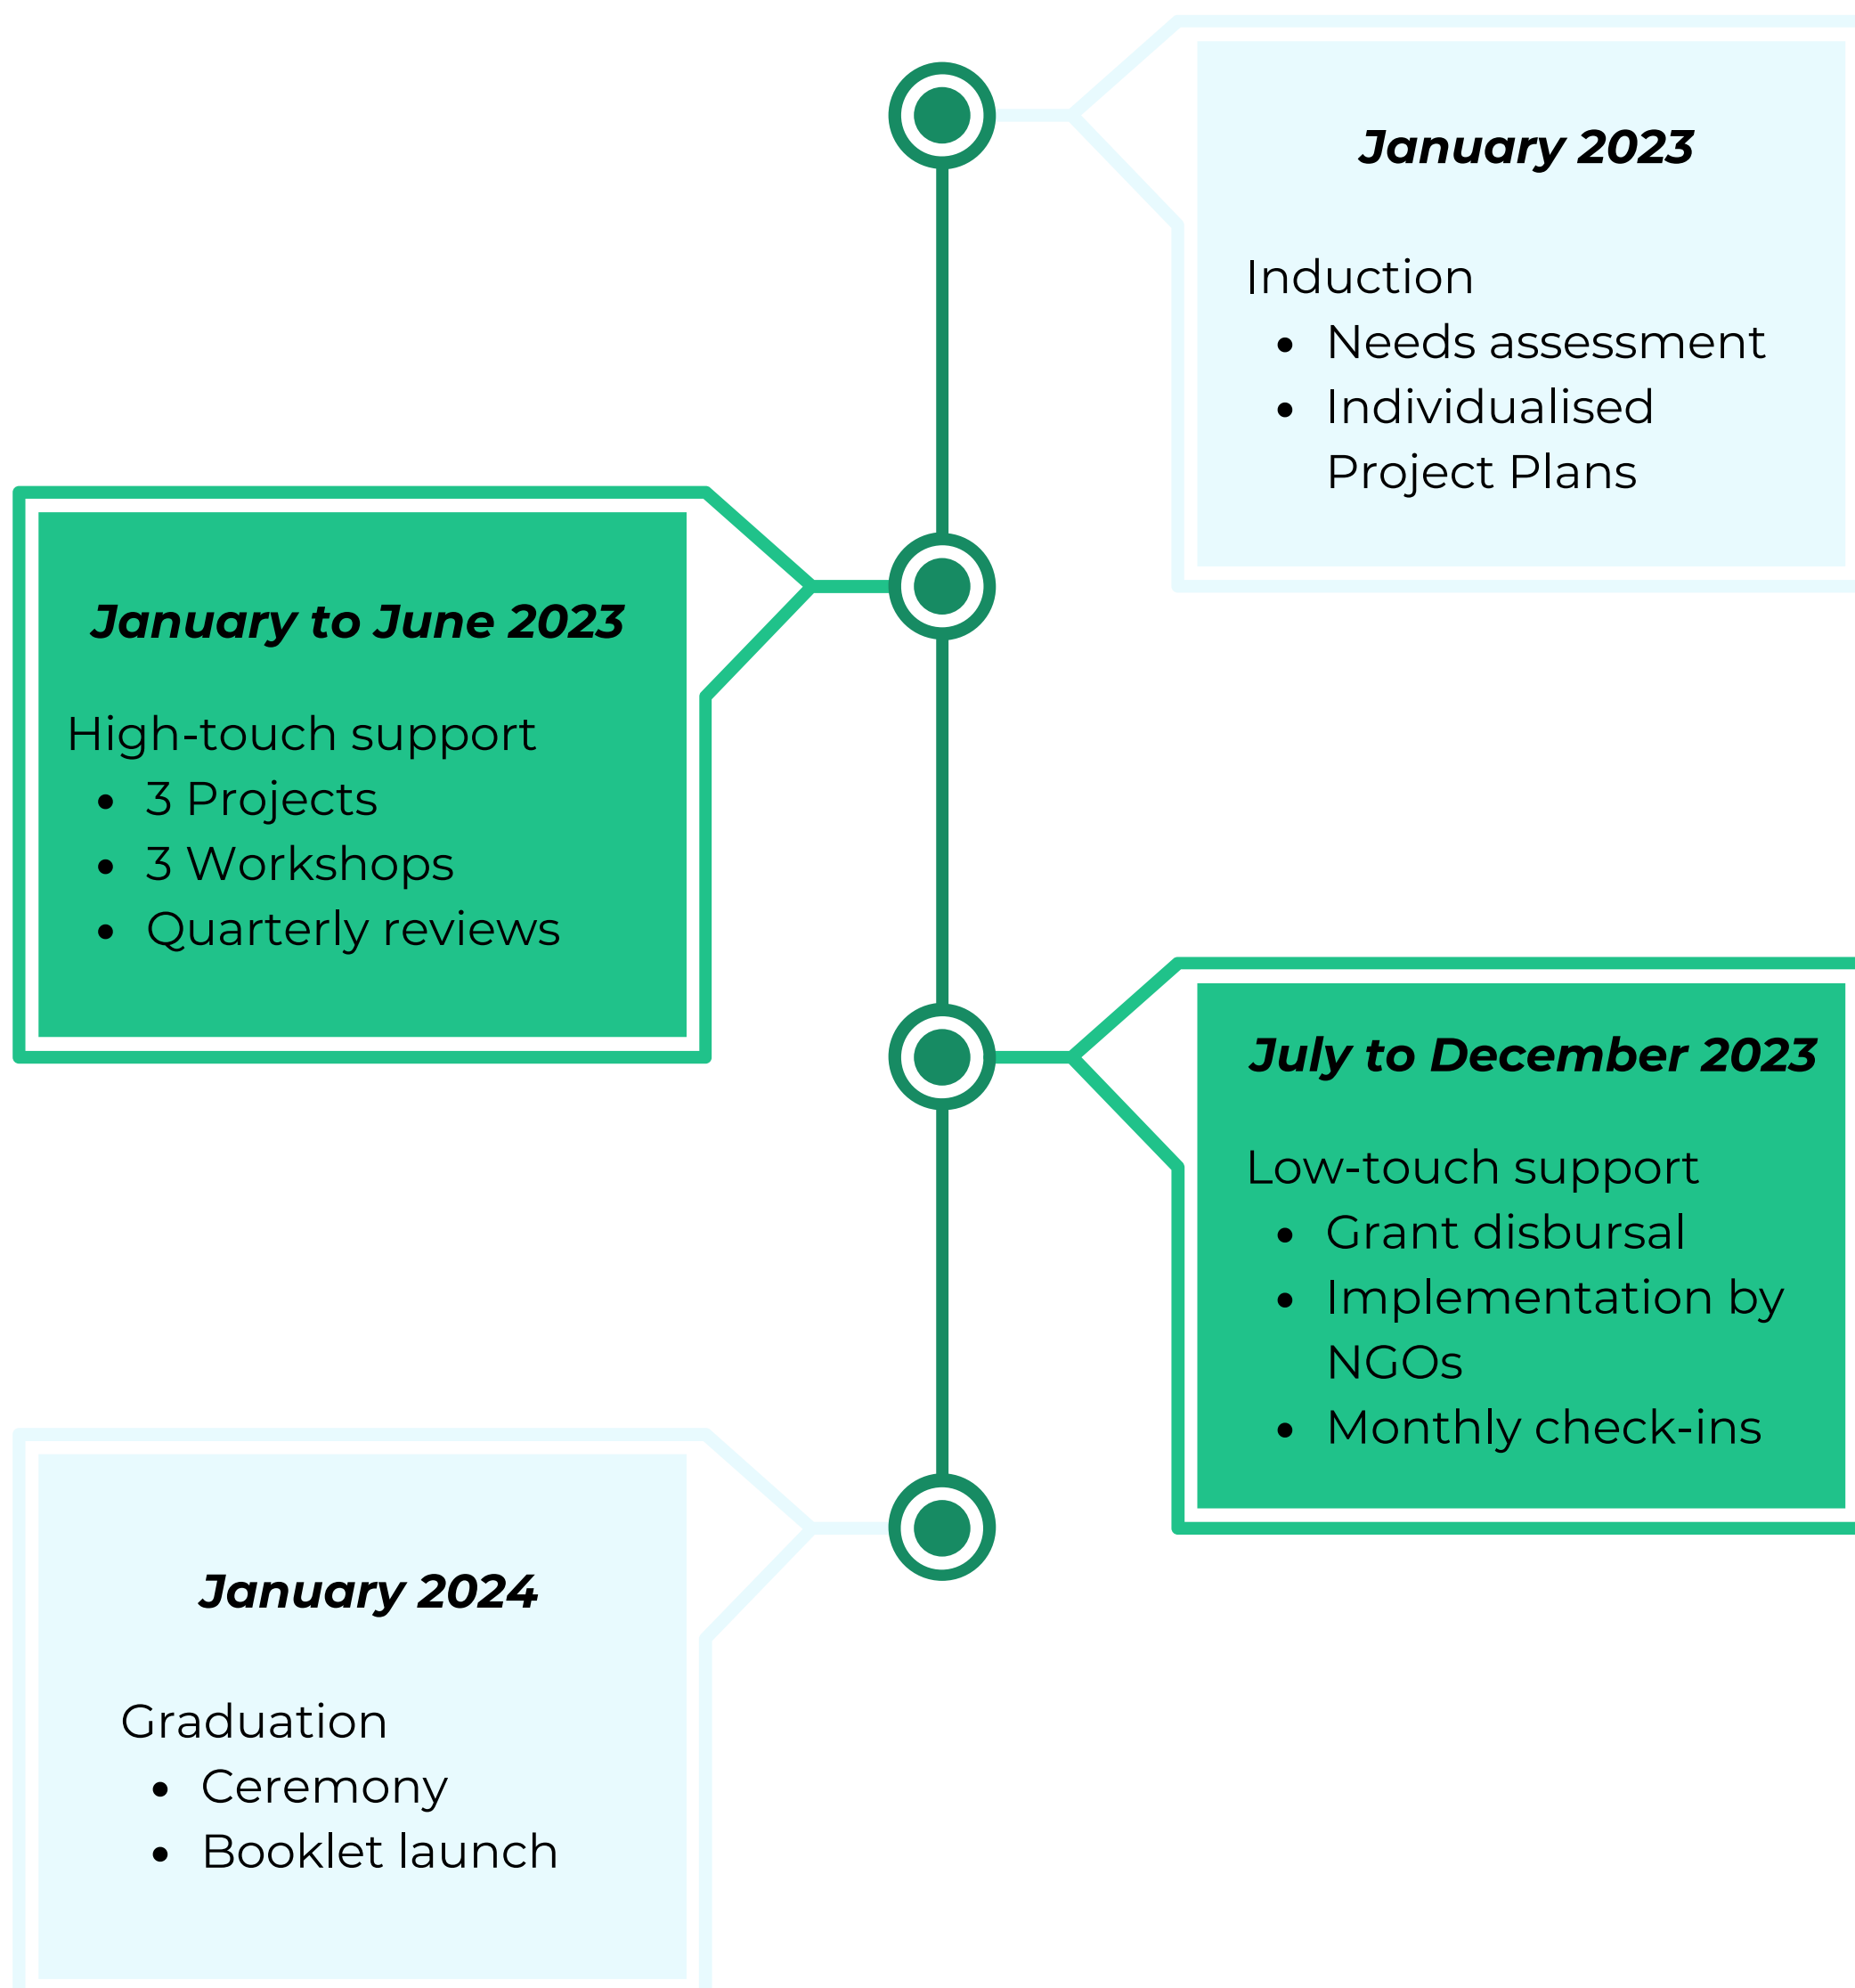 January 2023
Induction
• Needs assessment
• Individualised
Project Plans
January to June 2023
High-touch support
• 3 Projects
• 3 Workshops
• Quarterly reviews
July to December 2023
Low-touch support
• Grant disbursal
• Implementation by
NGOs
• Monthly check-ins
January 2024
Graduation
• Ceremony
• Booklet launch